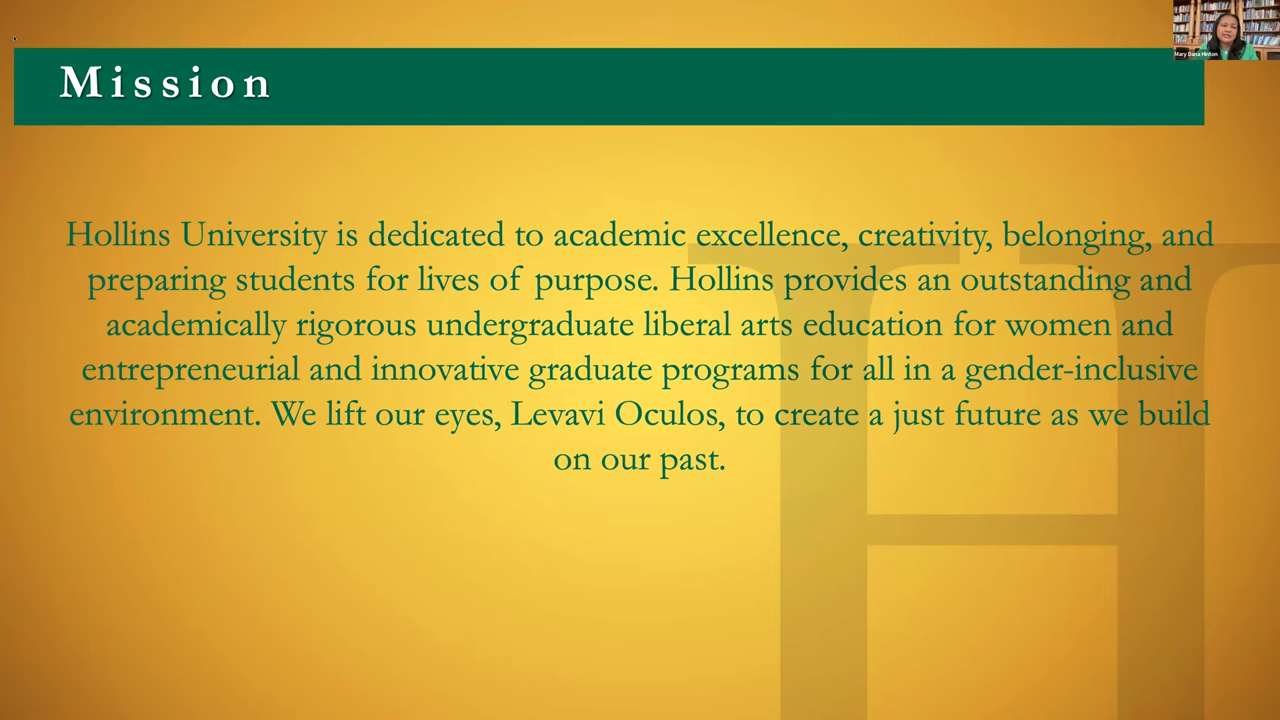 Mary Dana Hinton
Mission
Hollins University is dedicated to academic excellence, creativity, belonging, and
preparing students for lives of purpose. Hollins provides an outstanding and
academically rigorous undergraduate liberal arts education for women and
entrepreneurial and innovative graduate programs for all in a gender-inclusive
environment. We lift our eyes, Levavi Oculos, to create a just future as we build
on our past.
H